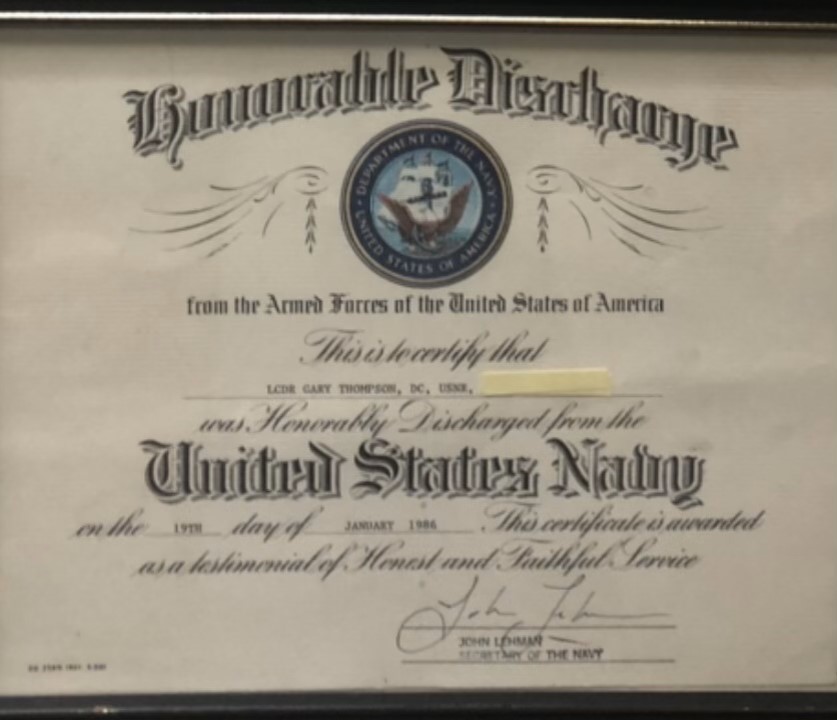 Honorable Discharge
DEPARTMENT OF THE NAVY
UNITED STATES OF AMERICA
from the Armed Forces of the United States of America
This is to certify that
LCDR GARY THOMPSON, DC, USNR,
was Honorably Discharged from the
United States Navy
on the 19TH day of JANUARY 1986 This certificate is awarded
as a testimonial of Honest and Faithful Service
John Lehman
JOHN LEHMAN
SECRETARY OF THE NAVY